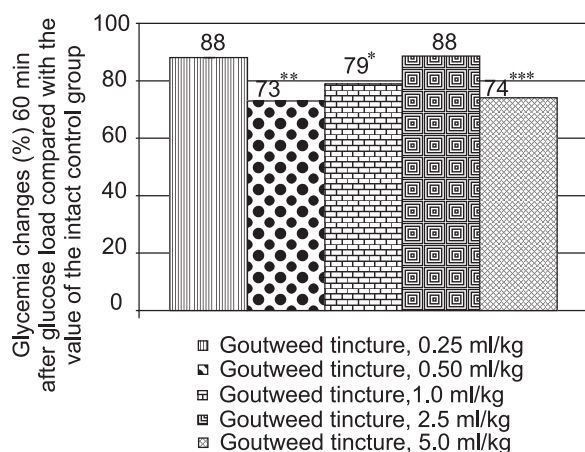 Glycemia changes (%) 60 min
after glucose load compared with the
value of the intact control group
100
80
60
40
20
0
88
73**
79*
88
74***
Goutweed tincture, 0.25 ml/kg
Goutweed tincture, 0.50 ml/kg
Goutweed tincture,1.0 ml/kg
Goutweed tincture, 2.5 ml/kg
Goutweed tincture, 5.0 ml/kg